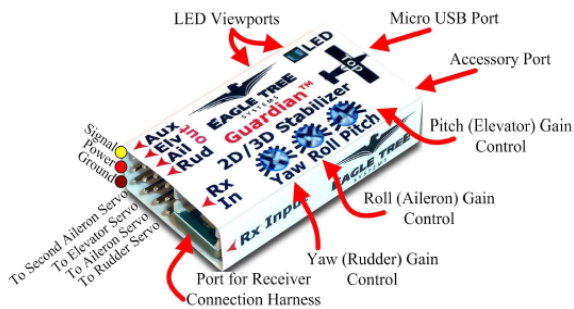 LED Viewports
Micro USB Port
Accessory Port
LED
TOP
EAGLE TREE
SYSTEMS
Guardian™
2D/3D Stabilizer
Yaw Roll Pitch
Aux
Elv
Ail
Rud
OUT
Rx
In
Rx Input
EAGLE TREE
SYSTEMS
Signal
Power
Ground
To Second Aileron Servo
To Elevator Servo
To Aileron Servo
To Rudder Servo
Pitch (Elevator) Gain
Control
Roll (Aileron) Gain
Control
Yaw (Rudder) Gain
Control
Port for Receiver
Connection Harness